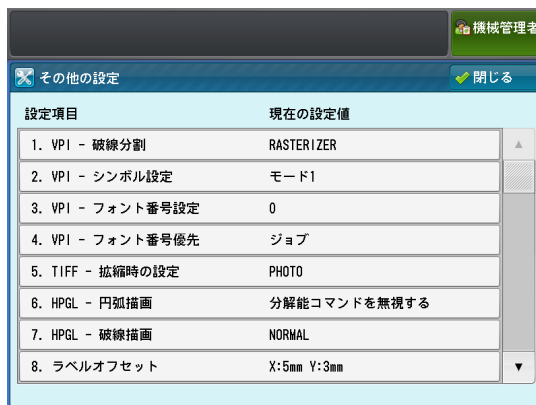 機械管理者
その他の設定
閉じる
設定項目 現在の設定値
1. VPI - 破線分割 RASTERIZER
2. VPI - シンボル設定 モード1
3. VPI - フォント番号設定 0
4. VPI - フォント番号優先 ジョブ
5. TIFF - 拡縮時の設定 PHOTO
6. HPGL - 円弧描画 分解能コマンドを無視する
7. HPGL - 破線描画 NORMAL
8. ラベルオフセット X:5mm Y:3mm